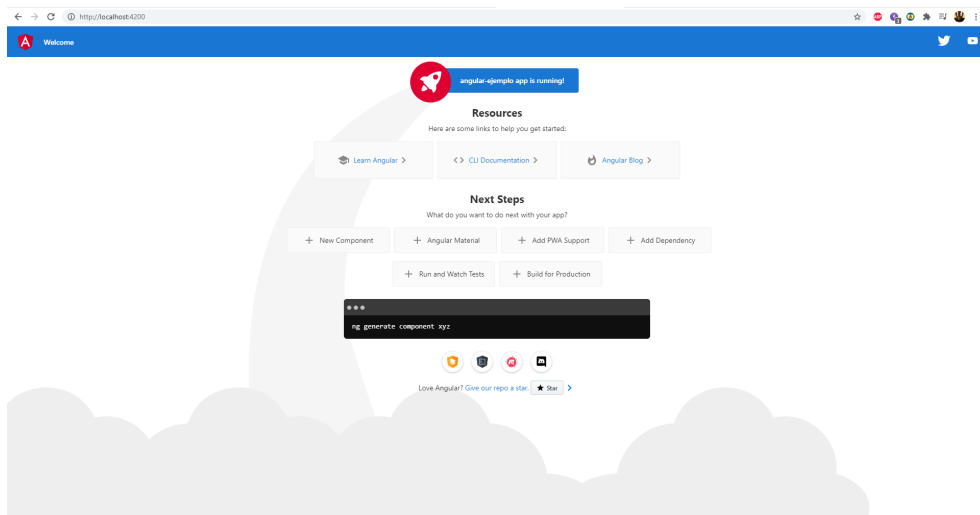 http://localhost:4200
Welcome
angular-ejemplo app is running!
Resources
Here are some links to help you get started:
Learn Angular
CLI Documentation
Angular Blog
Next Steps
What do you want to do next with your app?
New Component
Angular Material
Add PWA Support
Add Dependency
Run and Watch Tests
Build for Production
ng generate component xyz
Love Angular? Give our repo a star. Star